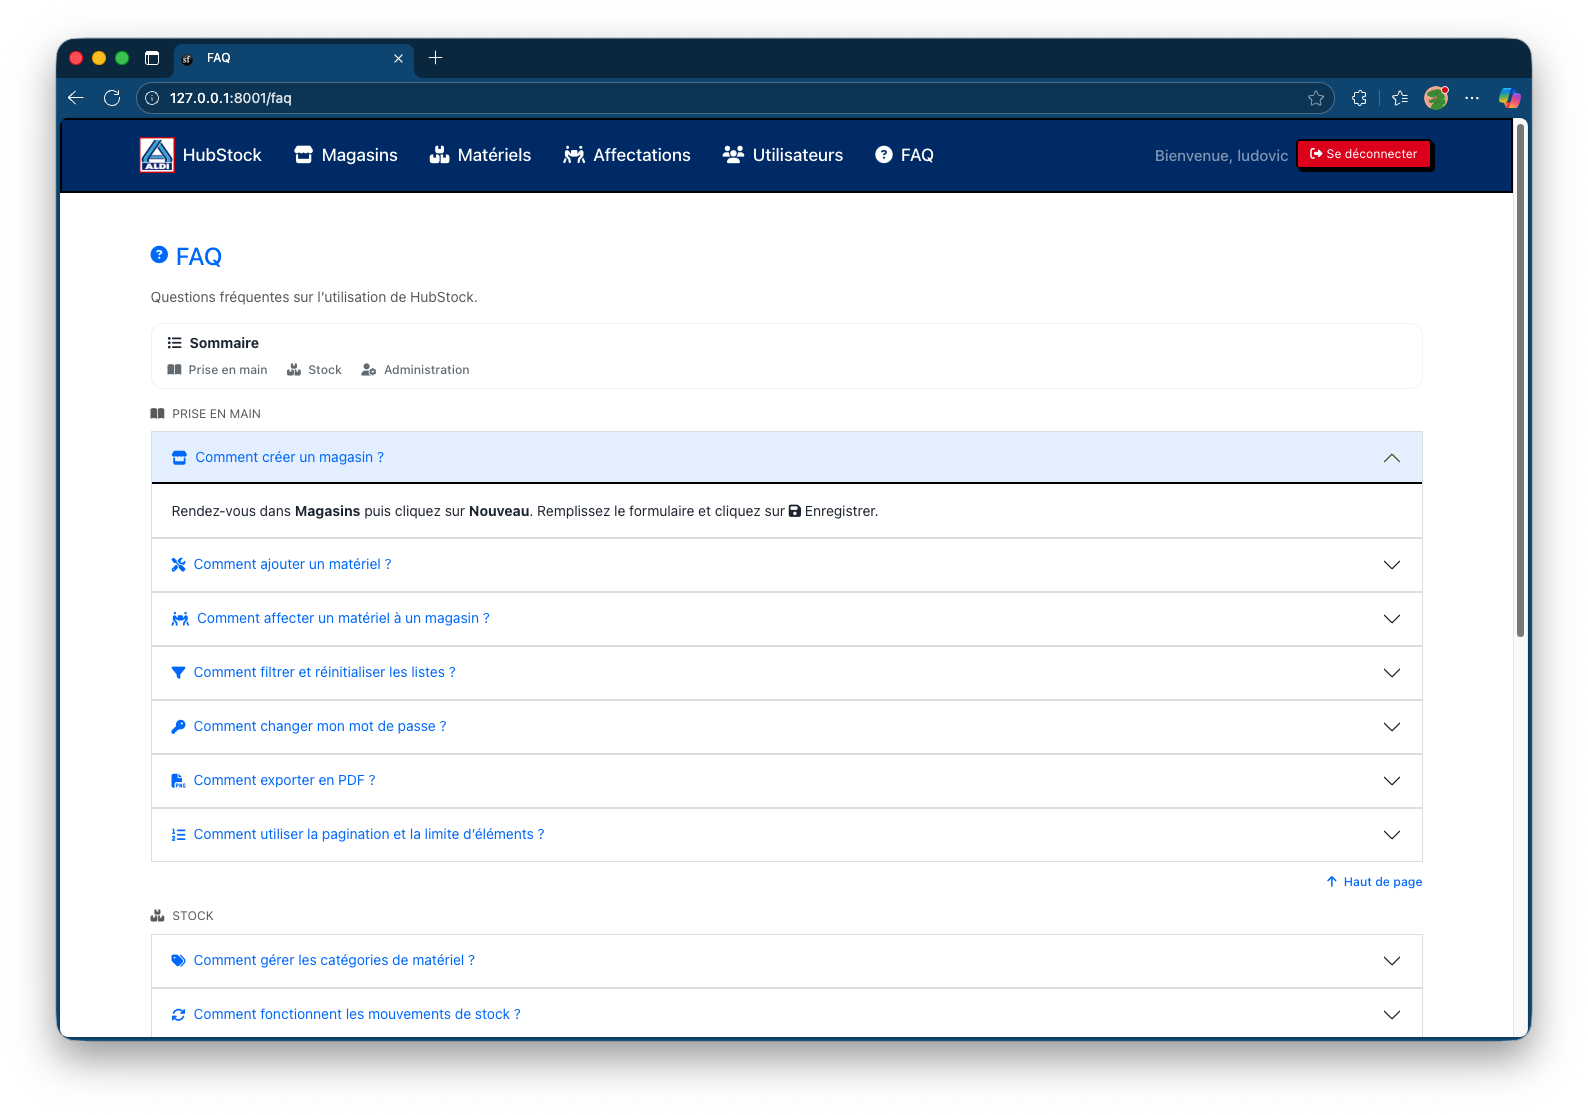 FAQ
127.0.0.1:8001/faq
ALDI HubStock Magasins Matériels Affectations Utilisateurs FAQ Bienvenue, ludovic Se déconnecter
FAQ
Questions fréquentes sur l'utilisation de HubStock.
Sommaire
Prise en main Stock Administration
PRISE EN MAIN
Comment créer un magasin ?
Rendez-vous dans Magasins puis cliquez sur Nouveau. Remplissez le formulaire et cliquez sur Enregistrer.
Comment ajouter un matériel ?
Comment affecter un matériel à un magasin ?
Comment filtrer et réinitialiser les listes ?
Comment changer mon mot de passe ?
Comment exporter en PDF ?
Comment utiliser la pagination et la limite d'éléments ?
Haut de page
STOCK
Comment gérer les catégories de matériel ?
Comment fonctionnent les mouvements de stock ?